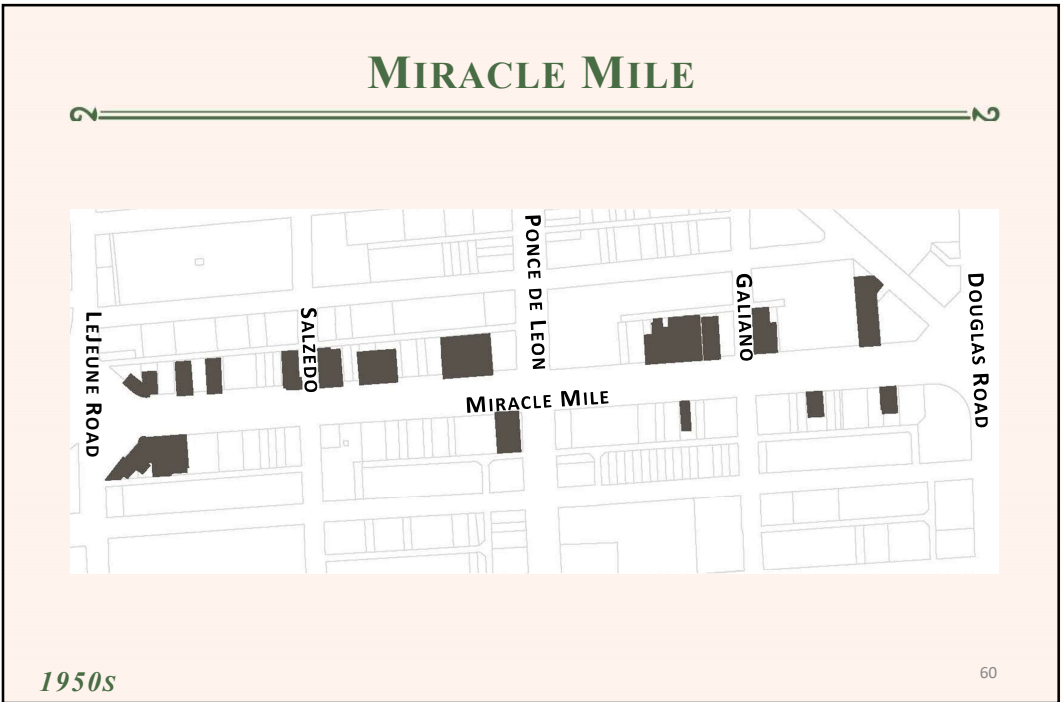 MIRACLE MILE
PONCE DE LEON
GALIANO
DOUGLAS ROAD
LEJEUNE ROAD
SALZEDO
MIRACLE MILE
1950S
60